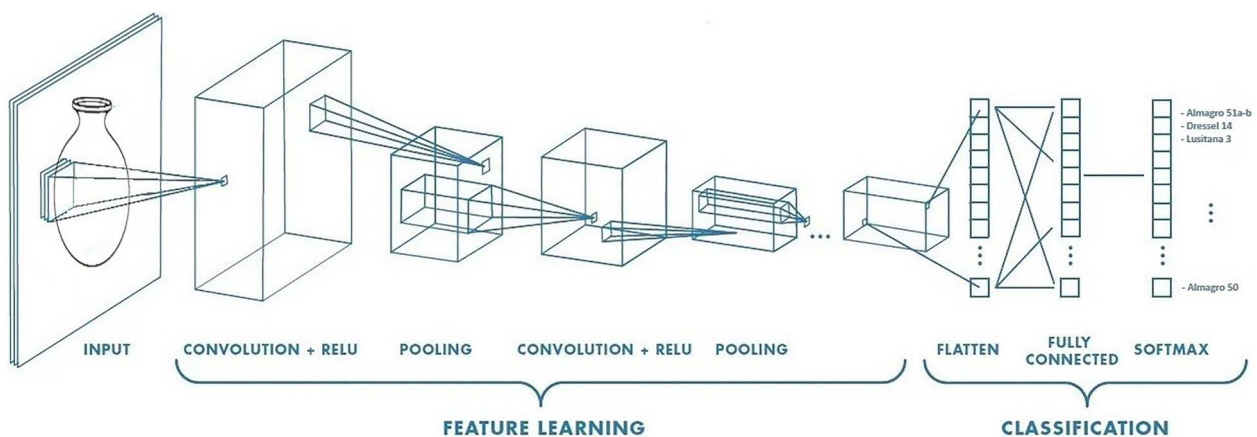 - Almagro 51a-b
- Dressel 14
- Lusitana 3
- Almagro 50
INPUT
CONVOLUTION + RELU
POOLING
CONVOLUTION + RELU
POOLING
FLATTEN
FULLY
CONNECTED
SOFTMAX
FEATURE LEARNING
CLASSIFICATION